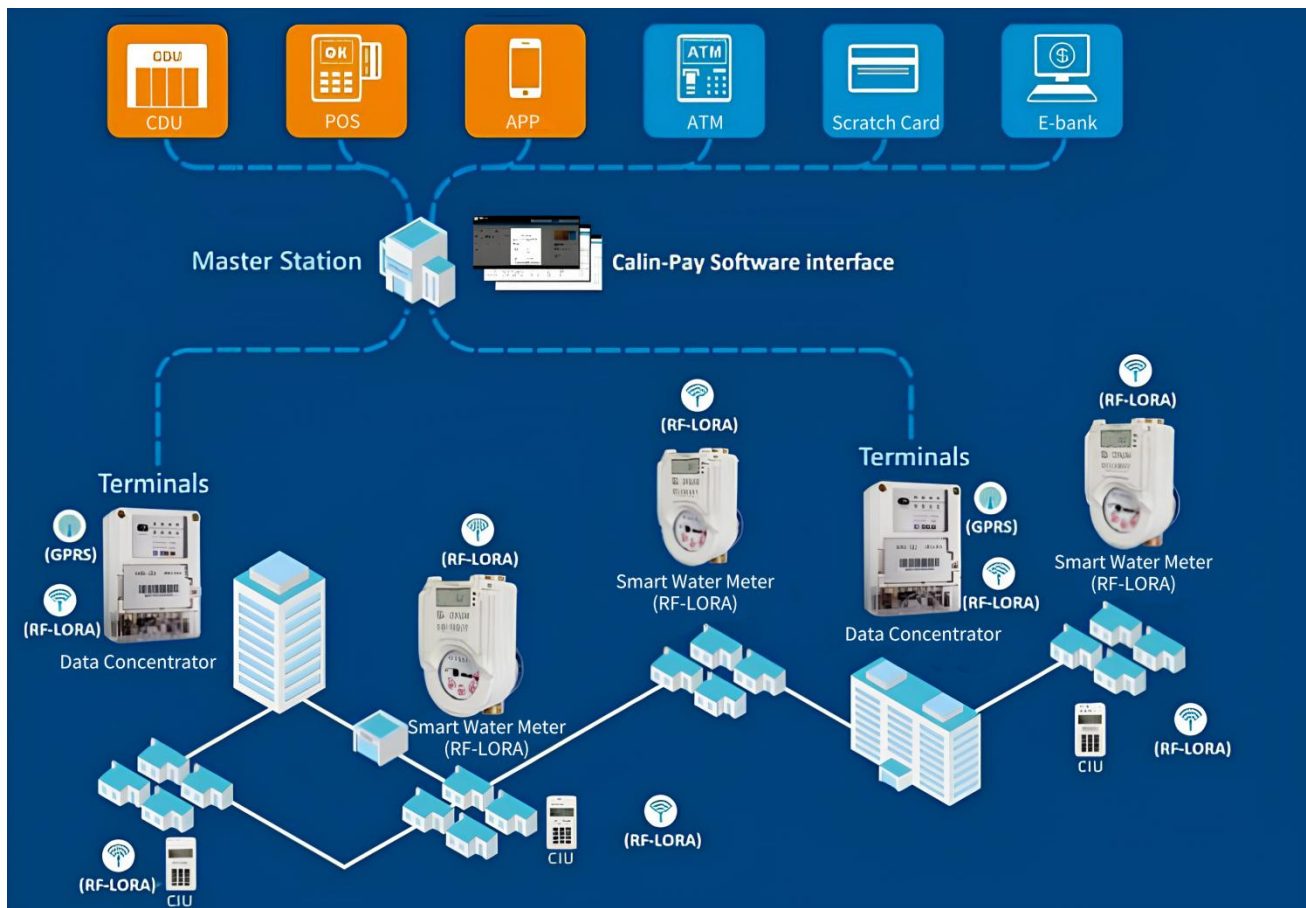 CDU
OK
POS
APP
ATM
ATM
Scratch Card
E-bank
Master Station
Calin-Pay Software interface
Terminals
(GPRS)
(RF-LORA)
Data Concentrator
(RF-LORA)
Smart Water Meter
(RF-LORA)
(RF-LORA)
Smart Water Meter
(RF-LORA)
Terminals
(GPRS)
(RF-LORA)
Data Concentrator
(RF-LORA)
Smart Water Meter
(RF-LORA)
(RF-LORA)
CIU
CIU
(RF-LORA)
CIU
(RF-LORA)